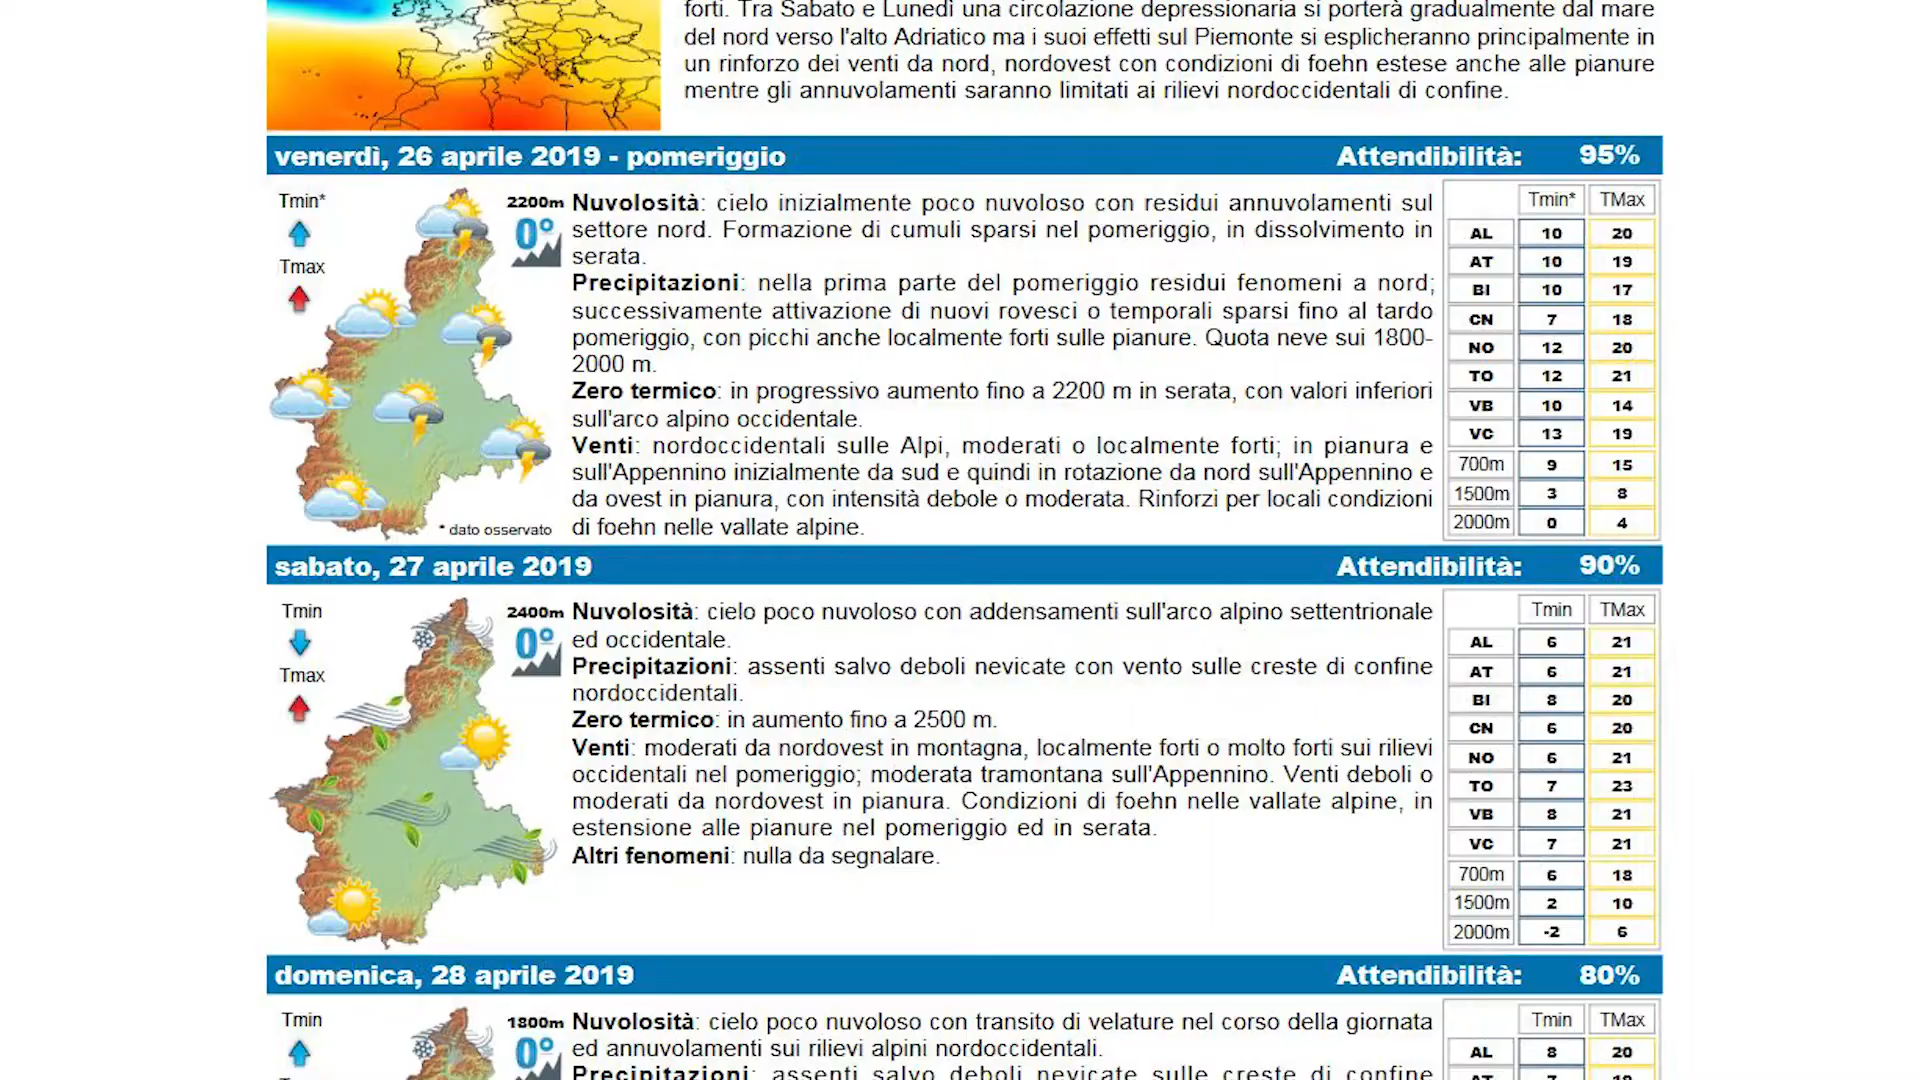 forti. Tra Sabato e Lunedì una circolazione depressionaria si porterà gradualmente dal mare
del nord verso l'alto Adriatico ma i suoi effetti sul Piemonte si esplicheranno principalmente in
un rinforzo dei venti da nord, nordovest con condizioni di foehn estese anche alle pianure
mentre gli annuvolamenti saranno limitati ai rilievi nordoccidentali di confine.
venerdì, 26 aprile 2019 - pomeriggio Attendibilità: 95%
Tmin*
Tmax
2200m
0°
* dato osservato
Nuvolosità: cielo inizialmente poco nuvoloso con residui annuvolamenti sul
settore nord. Formazione di cumuli sparsi nel pomeriggio, in dissolvimento in
serata.
Precipitazioni: nella prima parte del pomeriggio residui fenomeni a nord;
successivamente attivazione di nuovi rovesci o temporali sparsi fino al tardo
pomeriggio, con picchi anche localmente forti sulle pianure. Quota neve sui 1800-
2000 m.
Zero termico: in progressivo aumento fino a 2200 m in serata, con valori inferiori
sull'arco alpino occidentale.
Venti: nordoccidentali sulle Alpi, moderati o localmente forti; in pianura e
sull'Appennino inizialmente da sud e quindi in rotazione da nord sull'Appennino e
da ovest in pianura, con intensità debole o moderata. Rinforzi per locali condizioni
di foehn nelle vallate alpine.
Tmin* TMax
AL 10 20
AT 10 19
BI 10 17
CN 7 18
NO 12 20
TO 12 21
VB 10 14
VC 13 19
700m 9 15
1500m 3 8
2000m 0 4
sabato, 27 aprile 2019 Attendibilità: 90%
Tmin
Tmax
2400m
0°
Nuvolosità: cielo poco nuvoloso con addensamenti sull'arco alpino settentrionale
ed occidentale.
Precipitazioni: assenti salvo deboli nevicate con vento sulle creste di confine
nordoccidentali.
Zero termico: in aumento fino a 2500 m.
Venti: moderati da nordovest in montagna, localmente forti o molto forti sui rilievi
occidentali nel pomeriggio; moderata tramontana sull'Appennino. Venti deboli o
moderati da nordovest in pianura. Condizioni di foehn nelle vallate alpine, in
estensione alle pianure nel pomeriggio ed in serata.
Altri fenomeni: nulla da segnalare.
Tmin TMax
AL 6 21
AT 6 21
BI 8 20
CN 6 20
NO 6 21
TO 7 23
VB 8 21
VC 7 21
700m 6 18
1500m 2 10
2000m -2 6
domenica, 28 aprile 2019 Attendibilità: 80%
Tmin
1800m
0°
Nuvolosità: cielo poco nuvoloso con transito di velature nel corso della giornata
ed annuvolamenti sui rilievi alpini nordoccidentali.
Precipitazioni: assenti salvo deboli nevicate sulle creste di confine
Tmin TMax
AL 8 20